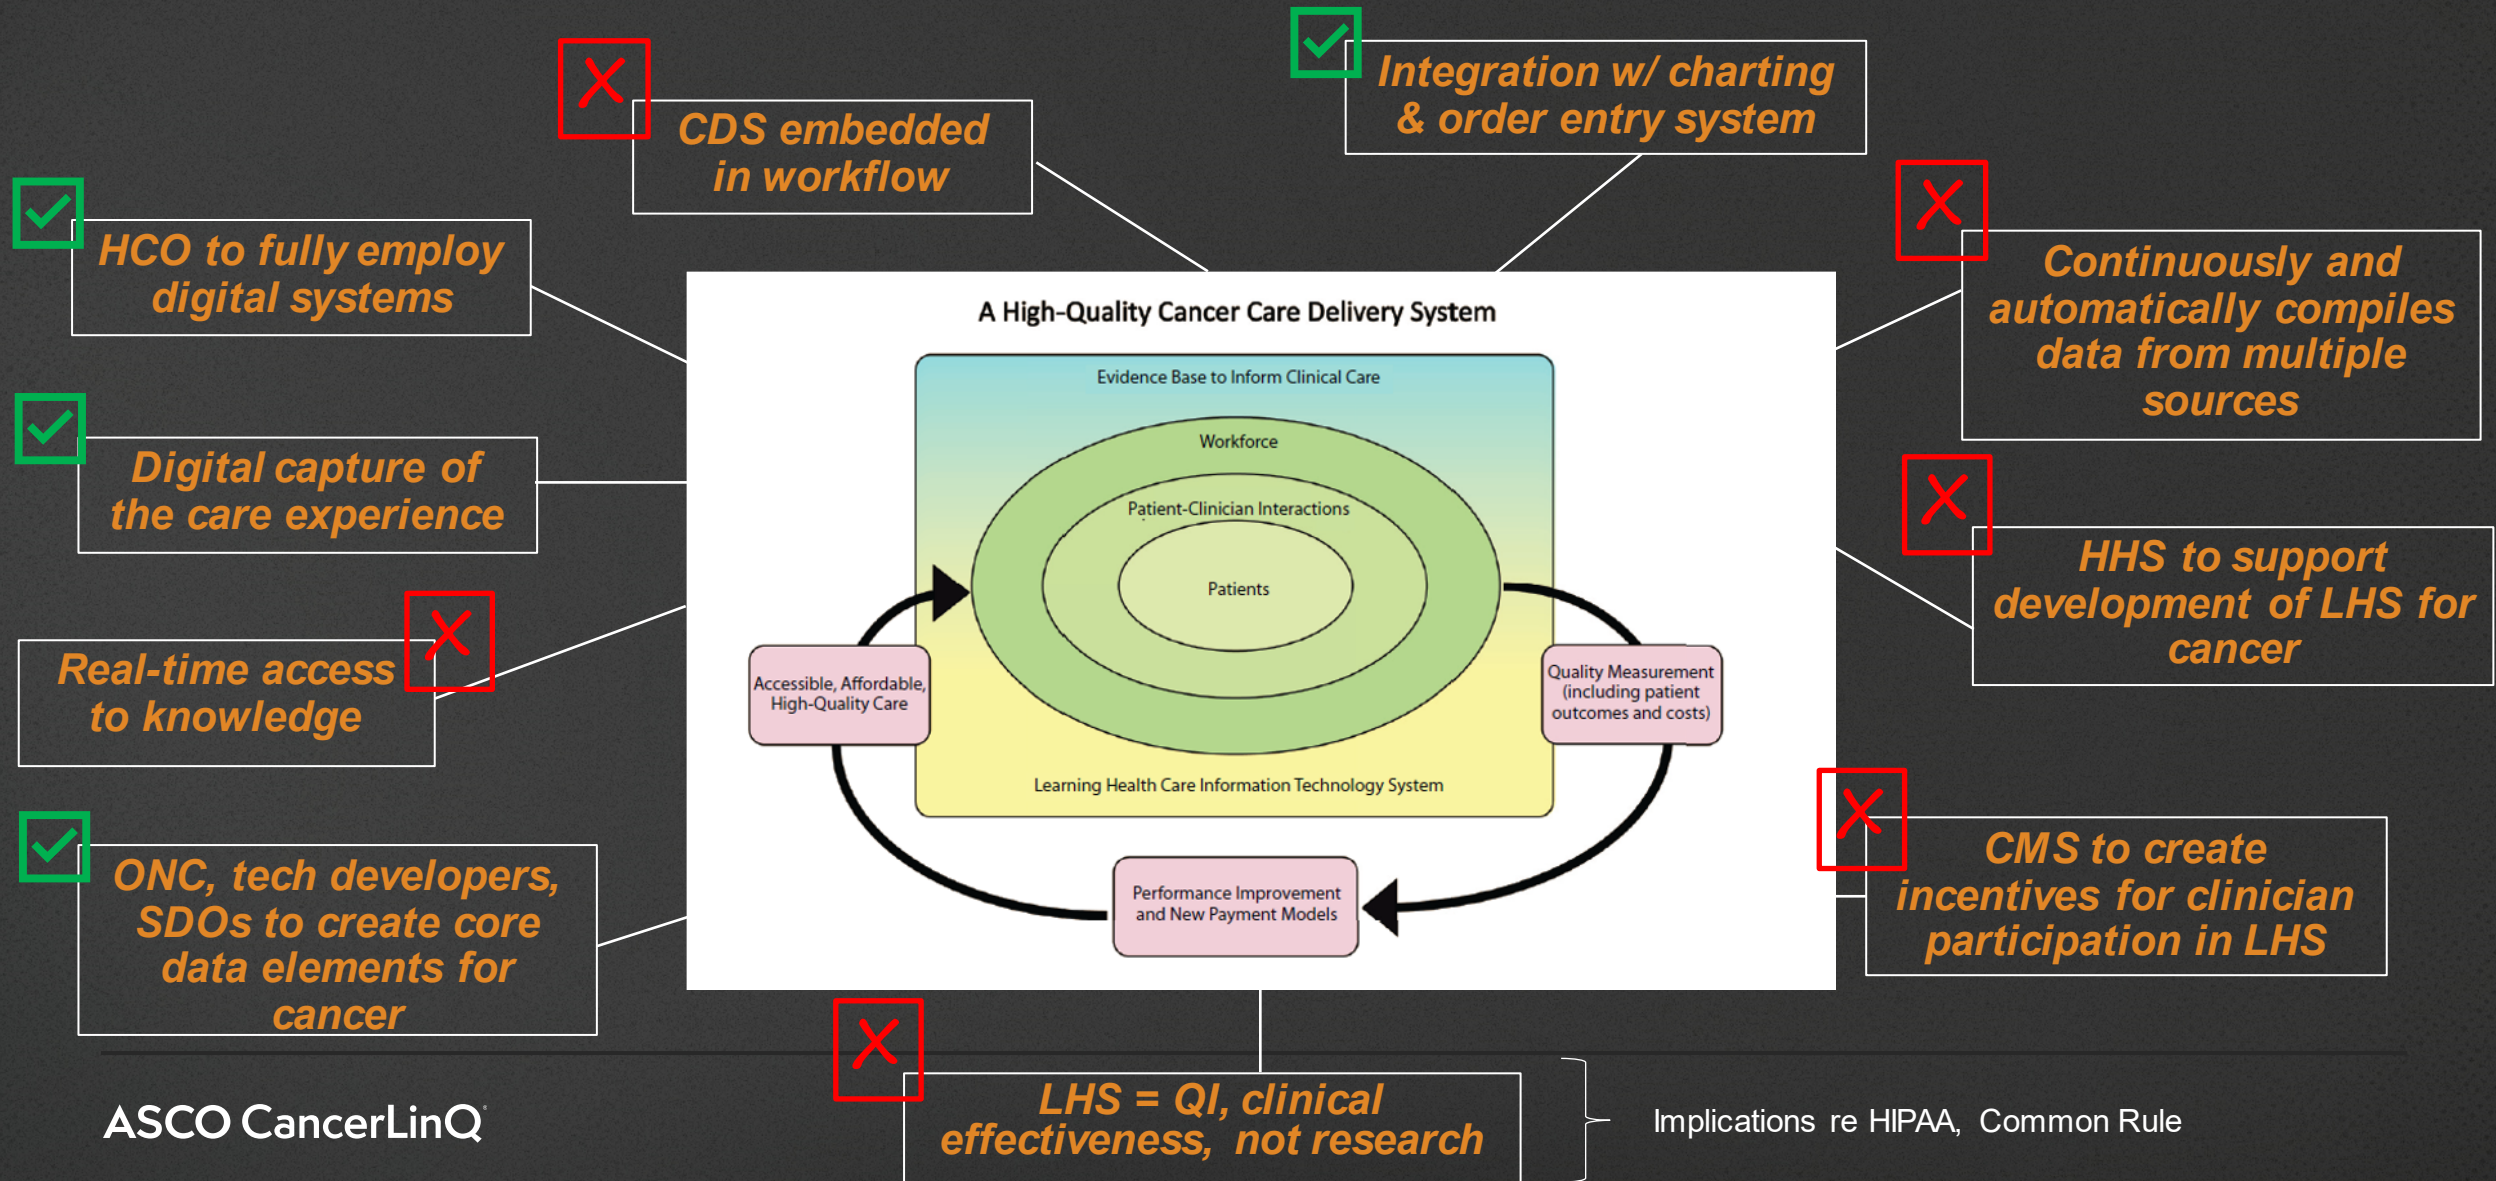 Integration w/ charting
& order entry system
CDS embedded
in workflow
HCO to fully employ
digital systems
Continuously and
automatically compiles
data from multiple
sources
Digital capture of
the care experience
HHS to support
development of LHS for
cancer
Real-time access
to knowledge
CMS to create
incentives for clinician
participation in LHS
ONC, tech developers,
SDOs to create core
data elements for
cancer
A High-Quality Cancer Care Delivery System
Evidence Base to Inform Clinical Care
Workforce
Patient-Clinician Interactions
Patients
Accessible, Affordable,
High-Quality Care
Quality Measurement
(including patient
outcomes and costs)
Learning Health Care Information Technology System
Performance Improvement
and New Payment Models
LHS = QI, clinical
effectiveness, not research
Implications re HIPAA, Common Rule
ASCO CancerLinQ